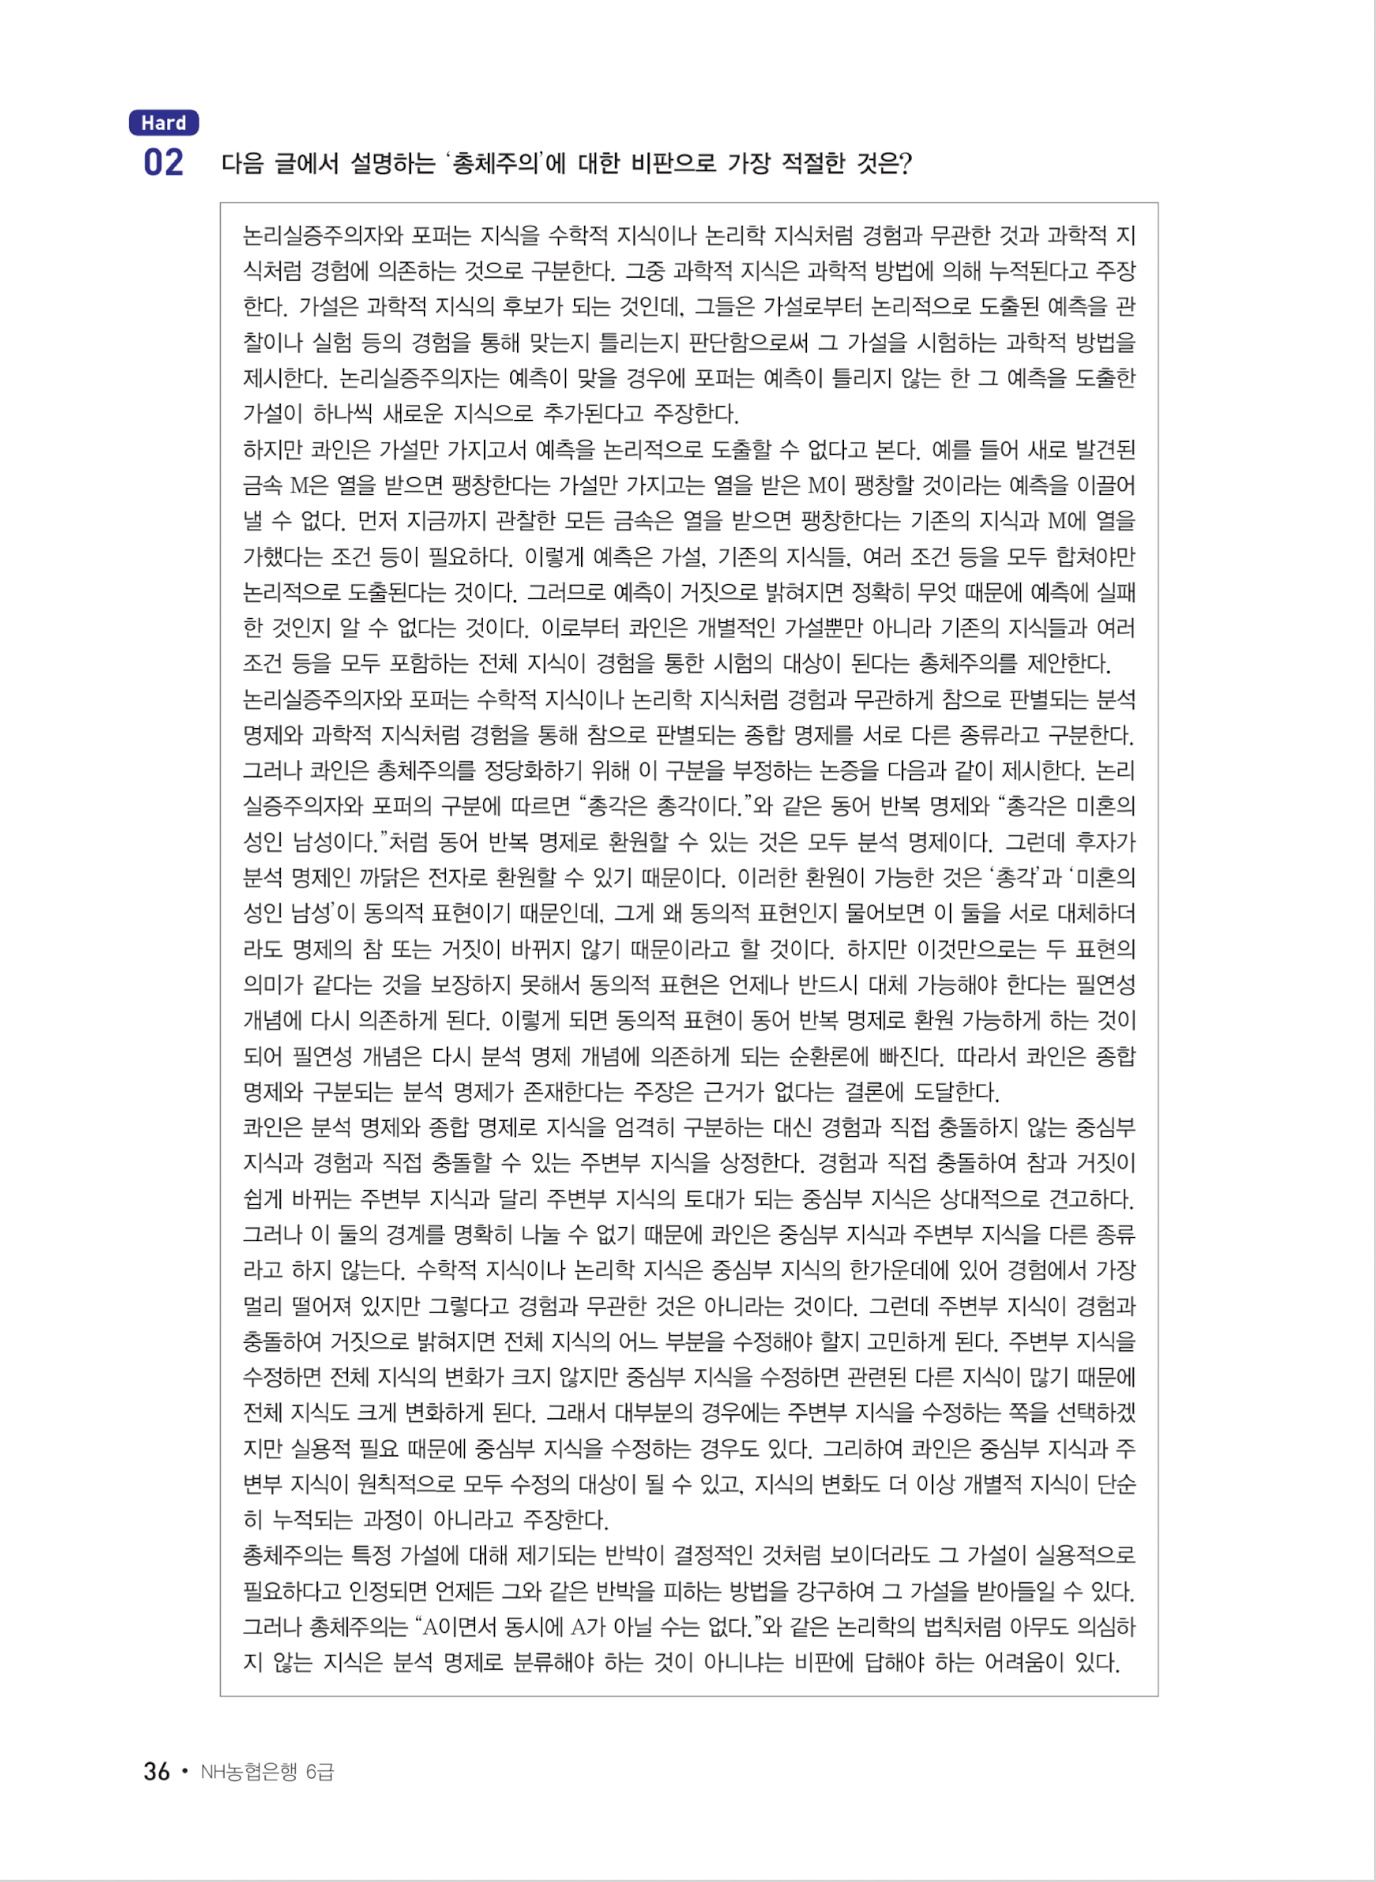 Hard
02 다음 글에서 설명하는 ‘총체주의’에 대한 비판으로 가장 적절한 것은?
논리실증주의자와 포퍼는 지식을 수학적 지식이나 논리학 지식처럼 경험과 무관한 것과 과학적 지
식처럼 경험에 의존하는 것으로 구분한다. 그중 과학적 지식은 과학적 방법에 의해 누적된다고 주장
한다. 가설은 과학적 지식의 후보가 되는 것인데, 그들은 가설로부터 논리적으로 도출된 예측을 관
찰이나 실험 등의 경험을 통해 맞는지 틀리는지 판단함으로써 그 가설을 시험하는 과학적 방법을
제시한다. 논리실증주의자는 예측이 맞을 경우에 포퍼는 예측이 틀리지 않는 한 그 예측을 도출한
가설이 하나씩 새로운 지식으로 추가된다고 주장한다.
하지만 콰인은 가설만 가지고서 예측을 논리적으로 도출할 수 없다고 본다. 예를 들어 새로 발견된
금속 M은 열을 받으면 팽창한다는 가설만 가지고는 열을 받은 M이 팽창할 것이라는 예측을 이끌어
낼 수 없다. 먼저 지금까지 관찰한 모든 금속은 열을 받으면 팽창한다는 기존의 지식과 M에 열을
가했다는 조건 등이 필요하다. 이렇게 예측은 가설, 기존의 지식들, 여러 조건 등을 모두 합쳐야만
논리적으로 도출된다는 것이다. 그러므로 예측이 거짓으로 밝혀지면 정확히 무엇 때문에 예측에 실패
한 것인지 알 수 없다는 것이다. 이로부터 콰인은 개별적인 가설뿐만 아니라 기존의 지식들과 여러
조건 등을 모두 포함하는 전체 지식이 경험을 통한 시험의 대상이 된다는 총체주의를 제안한다.
논리실증주의자와 포퍼는 수학적 지식이나 논리학 지식처럼 경험과 무관하게 참으로 판별되는 분석
명제와 과학적 지식처럼 경험을 통해 참으로 판별되는 종합 명제를 서로 다른 종류라고 구분한다.
그러나 콰인은 총체주의를 정당화하기 위해 이 구분을 부정하는 논증을 다음과 같이 제시한다. 논리
실증주의자와 포퍼의 구분에 따르면 “총각은 총각이다.”와 같은 동어 반복 명제와 “총각은 미혼의
성인 남성이다.”처럼 동어 반복 명제로 환원할 수 있는 것은 모두 분석 명제이다. 그런데 후자가
분석 명제인 까닭은 전자로 환원할 수 있기 때문이다. 이러한 환원이 가능한 것은 ‘총각’과 ‘미혼의
성인 남성’이 동의적 표현이기 때문인데, 그게 왜 동의적 표현인지 물어보면 이 둘을 서로 대체하더
라도 명제의 참 또는 거짓이 바뀌지 않기 때문이라고 할 것이다. 하지만 이것만으로는 두 표현의
의미가 같다는 것을 보장하지 못해서 동의적 표현은 언제나 반드시 대체 가능해야 한다는 필연성
개념에 다시 의존하게 된다. 이렇게 되면 동의적 표현이 동어 반복 명제로 환원 가능하게 하는 것이
되어 필연성 개념은 다시 분석 명제 개념에 의존하게 되는 순환론에 빠진다. 따라서 콰인은 종합
명제와 구분되는 분석 명제가 존재한다는 주장은 근거가 없다는 결론에 도달한다.
콰인은 분석 명제와 종합 명제로 지식을 엄격히 구분하는 대신 경험과 직접 충돌하지 않는 중심부
지식과 경험과 직접 충돌할 수 있는 주변부 지식을 상정한다. 경험과 직접 충돌하여 참과 거짓이
쉽게 바뀌는 주변부 지식과 달리 주변부 지식의 토대가 되는 중심부 지식은 상대적으로 견고하다.
그러나 이 둘의 경계를 명확히 나눌 수 없기 때문에 콰인은 중심부 지식과 주변부 지식을 다른 종류
라고 하지 않는다. 수학적 지식이나 논리학 지식은 중심부 지식의 한가운데에 있어 경험에서 가장
멀리 떨어져 있지만 그렇다고 경험과 무관한 것은 아니라는 것이다. 그런데 주변부 지식이 경험과
충돌하여 거짓으로 밝혀지면 전체 지식의 어느 부분을 수정해야 할지 고민하게 된다. 주변부 지식을
수정하면 전체 지식의 변화가 크지 않지만 중심부 지식을 수정하면 관련된 다른 지식이 많기 때문에
전체 지식도 크게 변화하게 된다. 그래서 대부분의 경우에는 주변부 지식을 수정하는 쪽을 선택하겠
지만 실용적 필요 때문에 중심부 지식을 수정하는 경우도 있다. 그리하여 콰인은 중심부 지식과 주
변부 지식이 원칙적으로 모두 수정의 대상이 될 수 있고, 지식의 변화도 더 이상 개별적 지식이 단순
히 누적되는 과정이 아니라고 주장한다.
총체주의는 특정 가설에 대해 제기되는 반박이 결정적인 것처럼 보이더라도 그 가설이 실용적으로
필요하다고 인정되면 언제든 그와 같은 반박을 피하는 방법을 강구하여 그 가설을 받아들일 수 있다.
그러나 총체주의는 “A이면서 동시에 A가 아닐 수는 없다.”와 같은 논리학의 법칙처럼 아무도 의심하
지 않는 지식은 분석 명제로 분류해야 하는 것이 아니냐는 비판에 답해야 하는 어려움이 있다.
36 • NH농협은행 6급